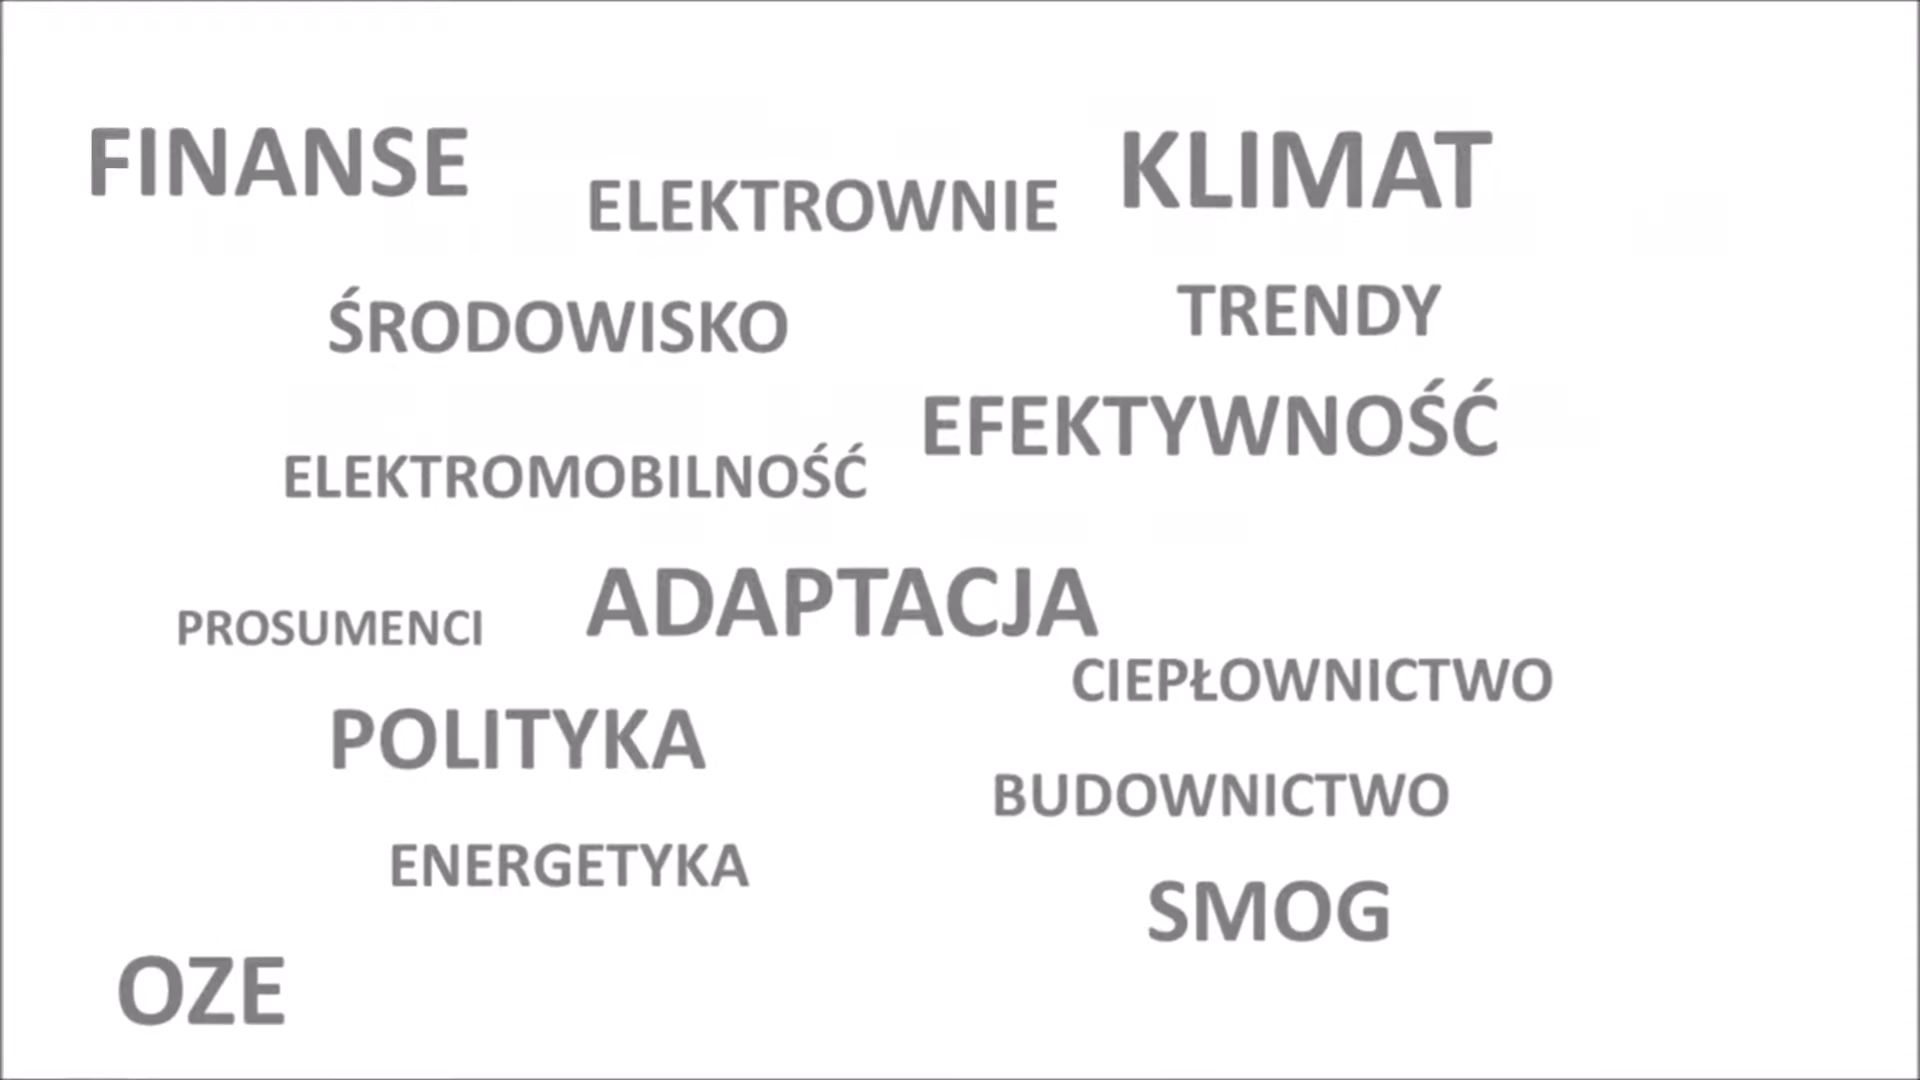 FINANSE
ELEKTROWNIE
KLIMAT
ŚRODOWISKO
TRENDY
EFEKTYWNOŚĆ
ELEKTROMOBILNOŚĆ
ADAPTACJA
PROSUMENCI
CIEPŁOWNICTWO
POLITYKA
BUDOWNICTWO
ENERGETYKA
SMOG
OZE